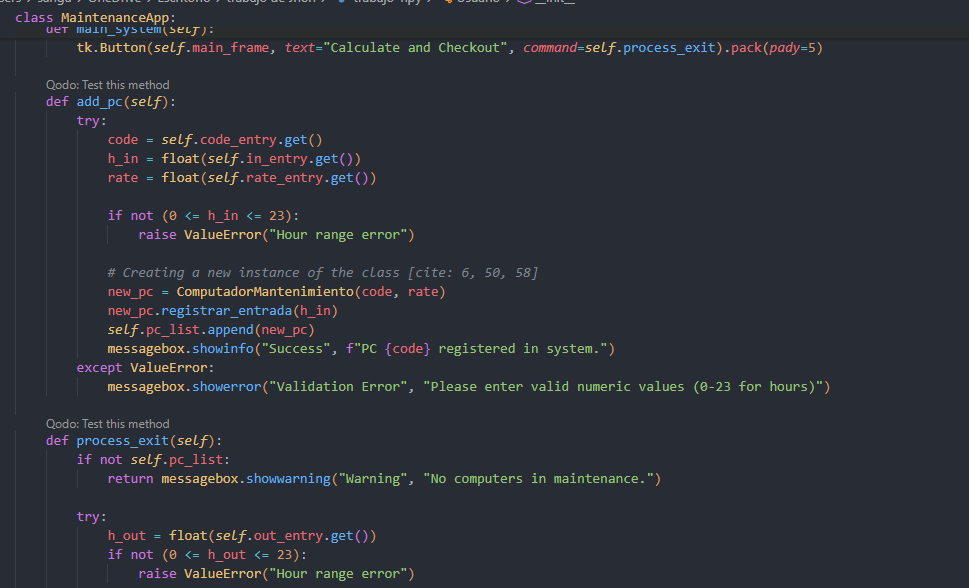 class MaintenanceApp:
def main_system(self):
tk.Button(self.main_frame, text="Calculate and Checkout", command=self.process_exit).pack(pady=5)
Qodo: Test this method
def add_pc(self):
try:
code = self.code_entry.get()
h_in = float(self.in_entry.get())
rate = float(self.rate_entry.get())
if not (0 <= h_in <= 23):
raise ValueError("Hour range error")
# Creating a new instance of the class [cite: 6, 50, 58]
new_pc = ComputadorMantenimiento(code, rate)
new_pc.registrar_entrada(h_in)
self.pc_list.append(new_pc)
messagebox.showinfo("Success", f"PC {code} registered in system.")
except ValueError:
messagebox.showerror("Validation Error", "Please enter valid numeric values (0-23 for hours)")
Qodo: Test this method
def process_exit(self):
if not self.pc_list:
return messagebox.showwarning("Warning", "No computers in maintenance.")
try:
h_out = float(self.out_entry.get())
if not (0 <= h_out <= 23):
raise ValueError("Hour range error")